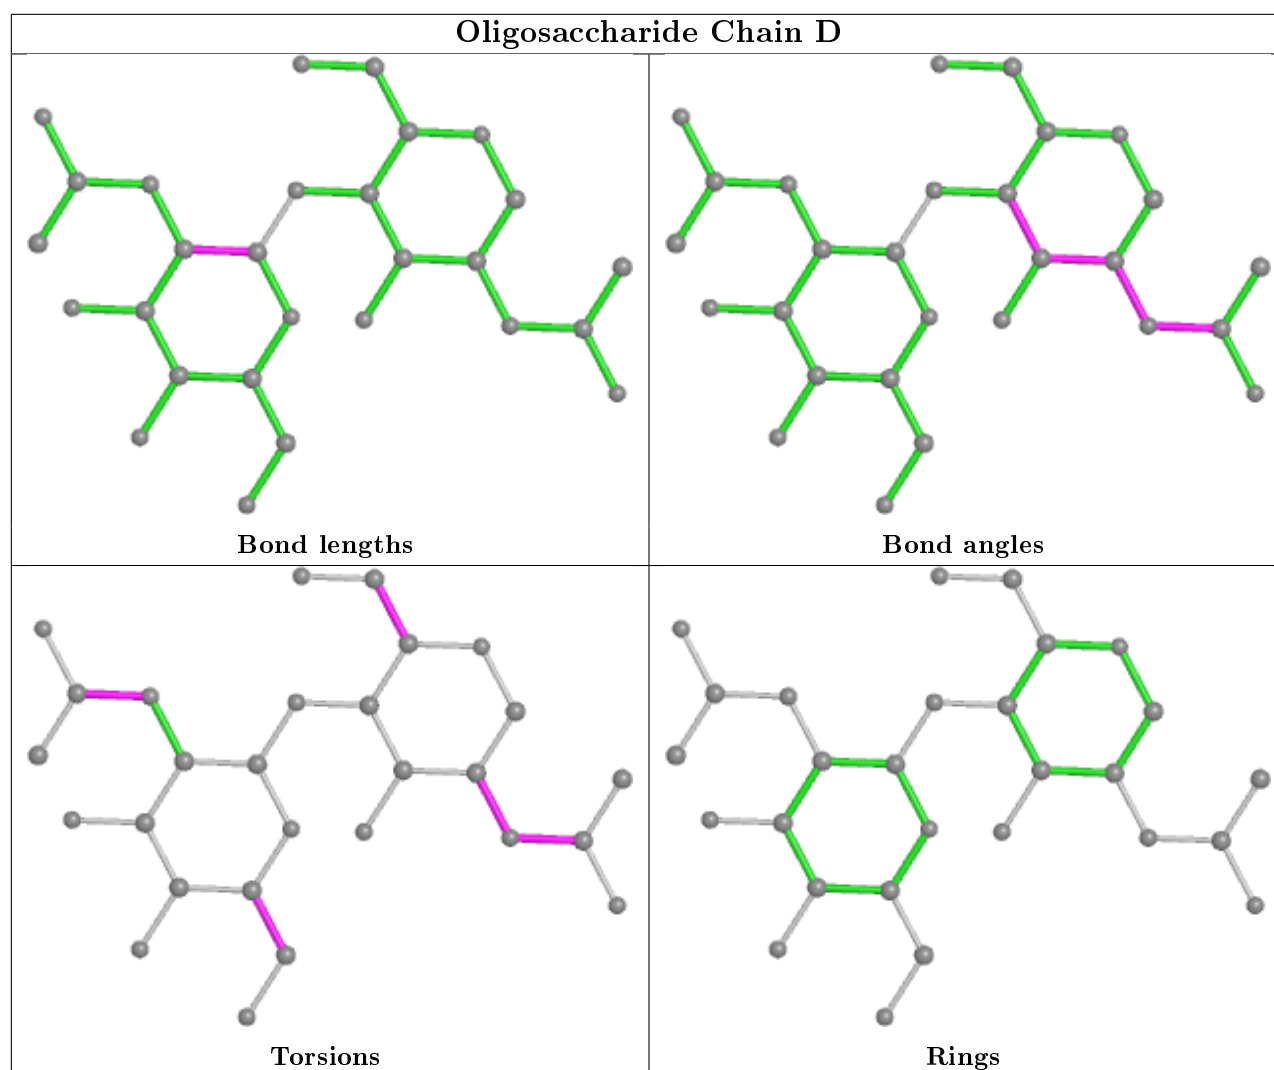 Oligosaccharide Chain D
Bond lengths
Bond angles
Torsions
Rings